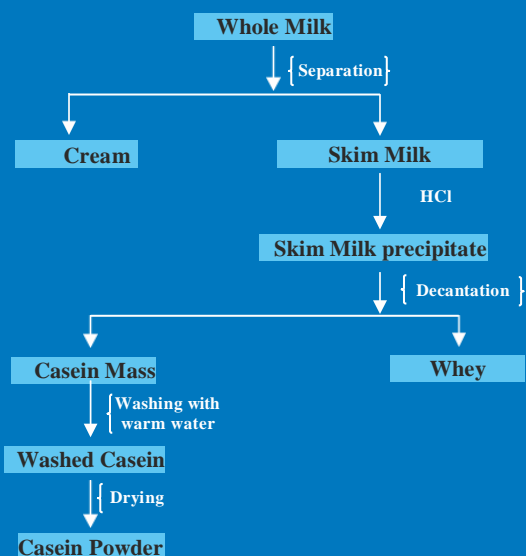 Whole Milk
{ Separation }
Cream
Skim Milk
HCl
Skim Milk precipitate
{ Decantation }
Casein Mass
Whey
{ Washing with
warm water
Washed Casein
{ Drying
Casein Powder